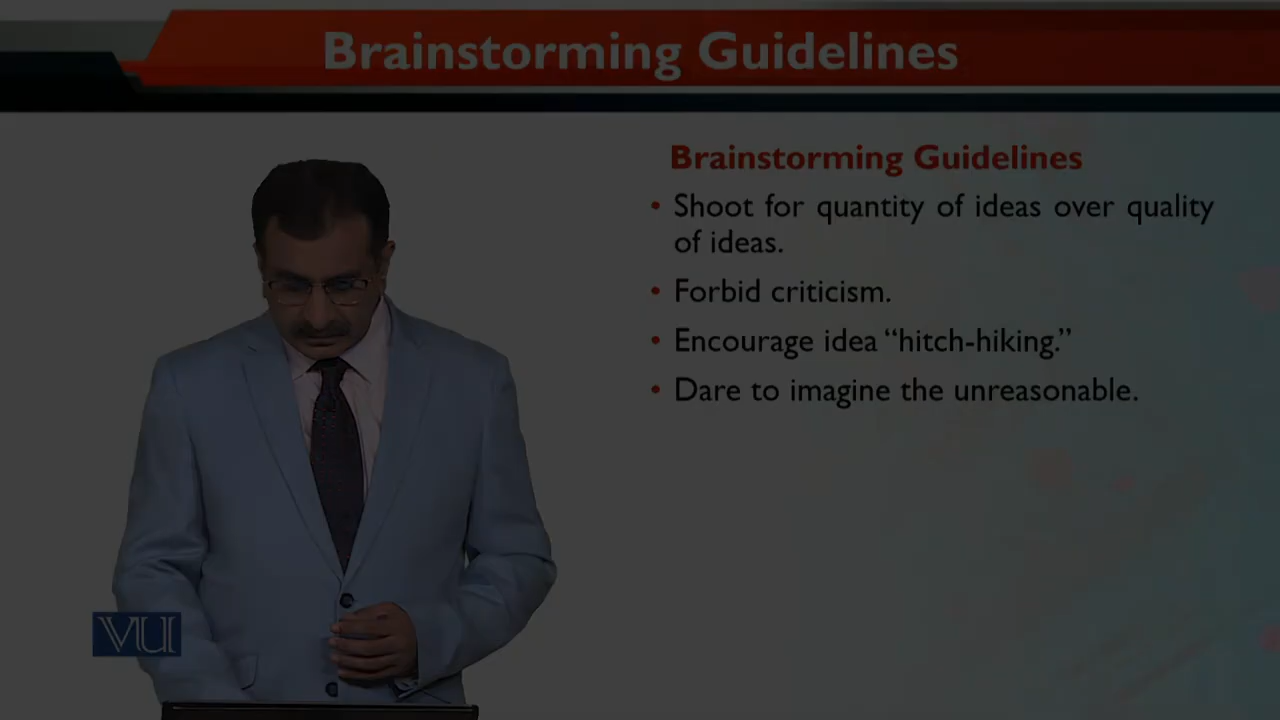 Brainstorming Guidelines
Brainstorming Guidelines
• Shoot for quantity of ideas over quality
of ideas.
• Forbid criticism.
• Encourage idea “hitch-hiking.”
• Dare to imagine the unreasonable.
VU